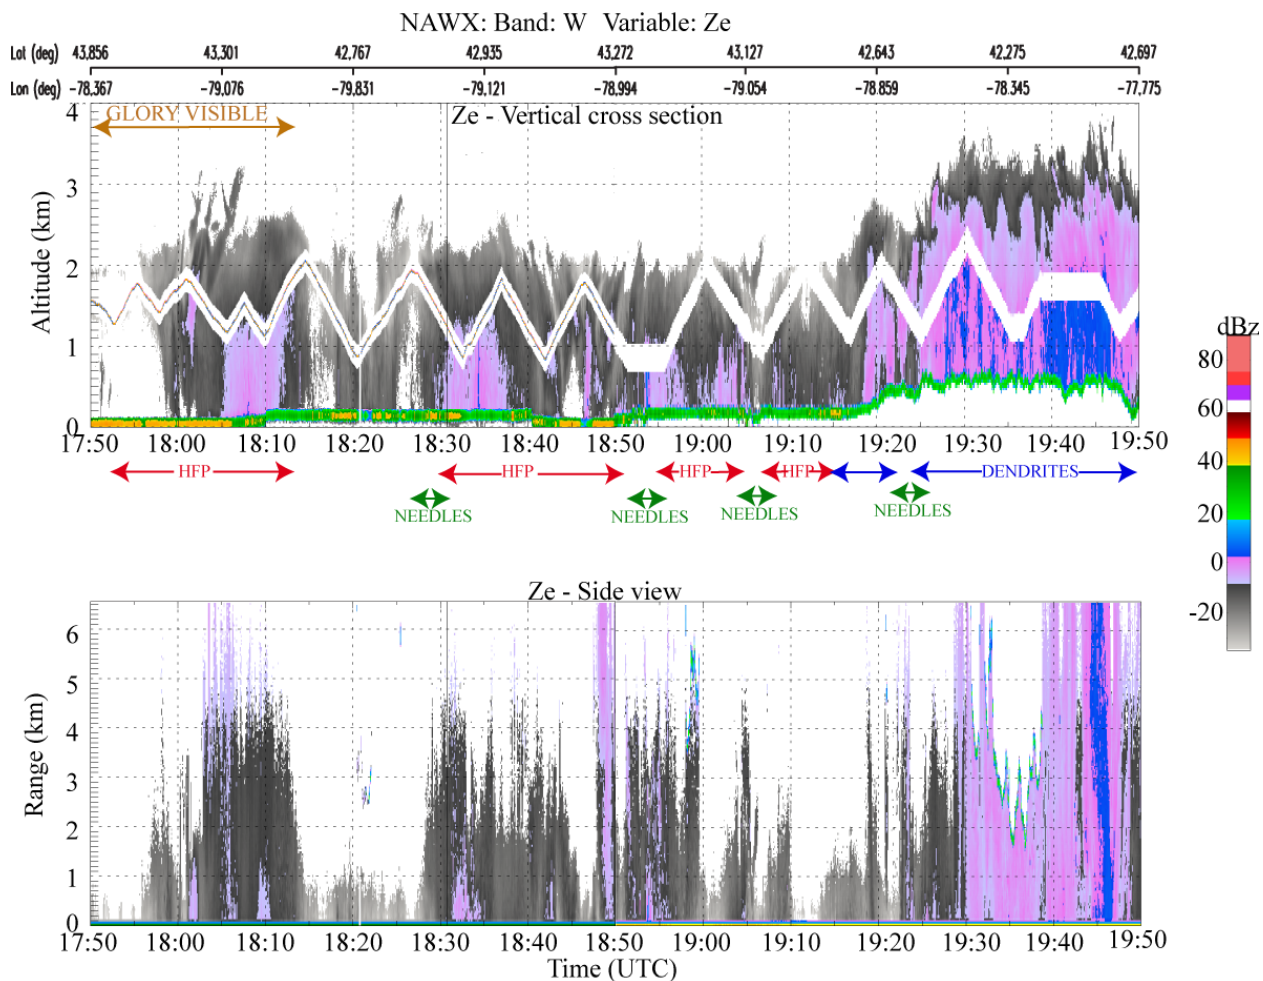 NAWX: Band: W Variable: Ze
Lat (deg) 43,856 43,301 42,767 42,935 43,272 43,127 42,643 42,275 42,697
Lon (deg) -78,367 -79,076 -79,831 -79,121 -78,994 -79,054 -78,859 -78,345 -77,775
GLORY VISIBLE
Ze - Vertical cross section
Altitude (km)
4
3
2
1
0
17:50 18:00 18:10 18:20 18:30 18:40 18:50 19:00 19:10 19:20 19:30 19:40 19:50
HFP HFP HFP HFP DENDRITES
NEEDLES NEEDLES NEEDLES NEEDLES
dBz
80
60
40
20
0
-20
Ze - Side view
Range (km)
6
5
4
3
2
1
0
17:50 18:00 18:10 18:20 18:30 18:40 18:50 19:00 19:10 19:20 19:30 19:40 19:50
Time (UTC)